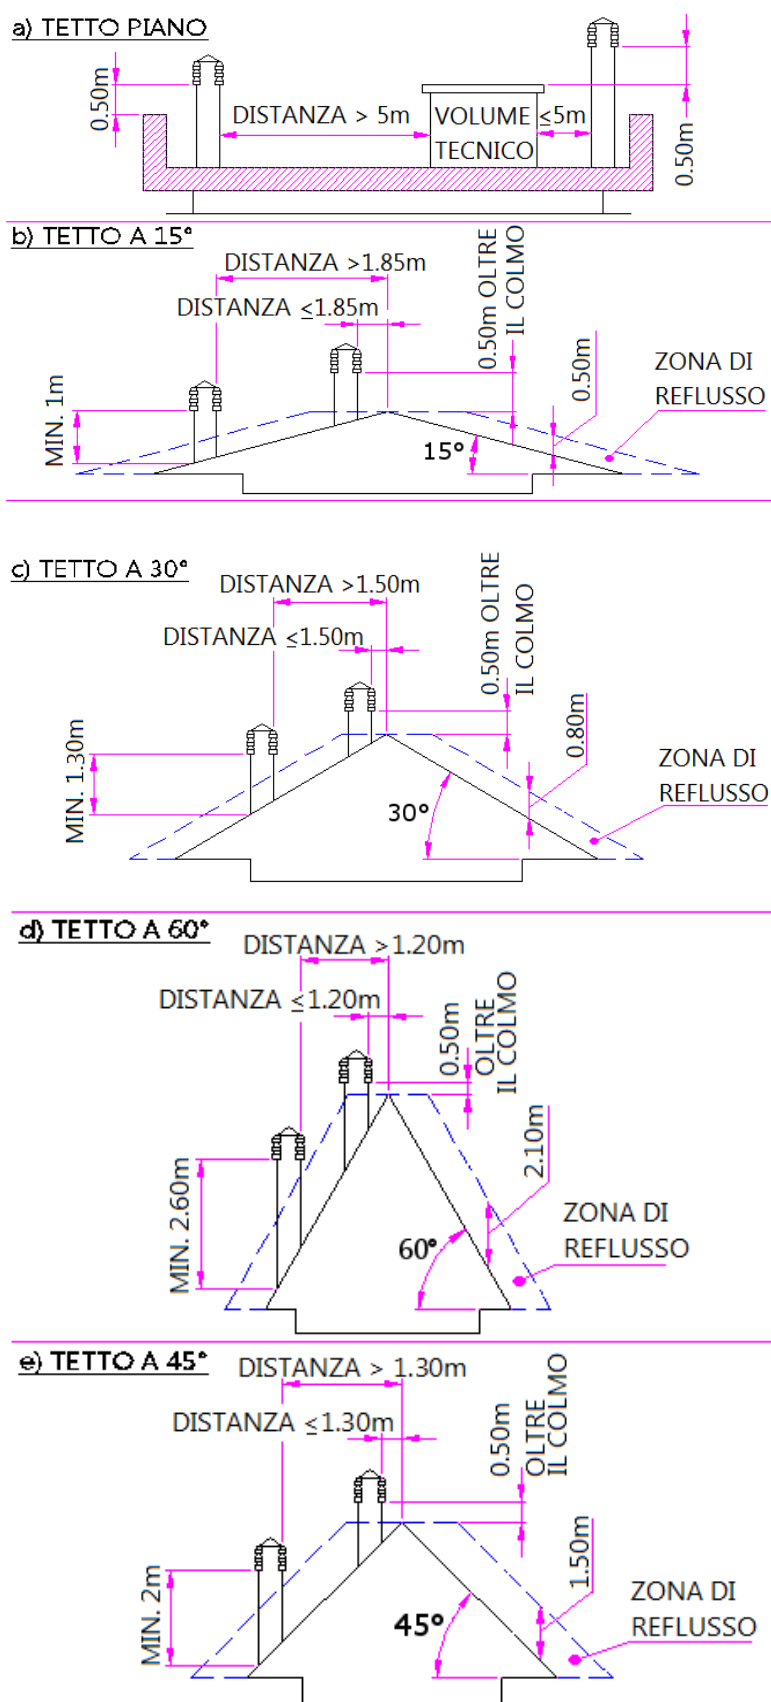 a) TETTO PIANO
0.50m
DISTANZA > 5m
VOLUME
TECNICO
≤5m
0.50m
b) TETTO A 15°
DISTANZA >1.85m
DISTANZA ≤1.85m
0.50m OLTRE
IL COLMO
0.50m
ZONA DI
REFLUSSO
MIN. 1m
15°
c) TETTO A 30°
DISTANZA >1.50m
DISTANZA ≤1.50m
0.50m OLTRE
IL COLMO
0.80m
ZONA DI
REFLUSSO
MIN. 1.30m
30°
d) TETTO A 60°
DISTANZA >1.20m
DISTANZA ≤1.20m
0.50m
OLTRE
IL COLMO
2.10m
MIN. 2.60m
ZONA DI
REFLUSSO
60°
e) TETTO A 45°
DISTANZA > 1.30m
DISTANZA ≤1.30m
0.50m
OLTRE
IL COLMO
1.50m
MIN. 2m
ZONA DI
REFLUSSO
45°